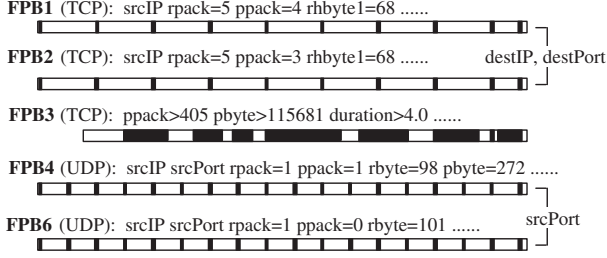 FPB1 (TCP): srcIP rpack=5 ppack=4 rhbyte1=68 ......
FPB2 (TCP): srcIP rpack=5 ppack=3 rhbyte1=68 ......
destIP, destPort
FPB3 (TCP): ppack>405 pbyte>115681 duration>4.0 ......
FPB4 (UDP): srcIP srcPort rpack=1 ppack=1 rbyte=98 pbyte=272 ......
srcPort
FPB6 (UDP): srcIP srcPort rpack=1 ppack=0 rbyte=101 ......